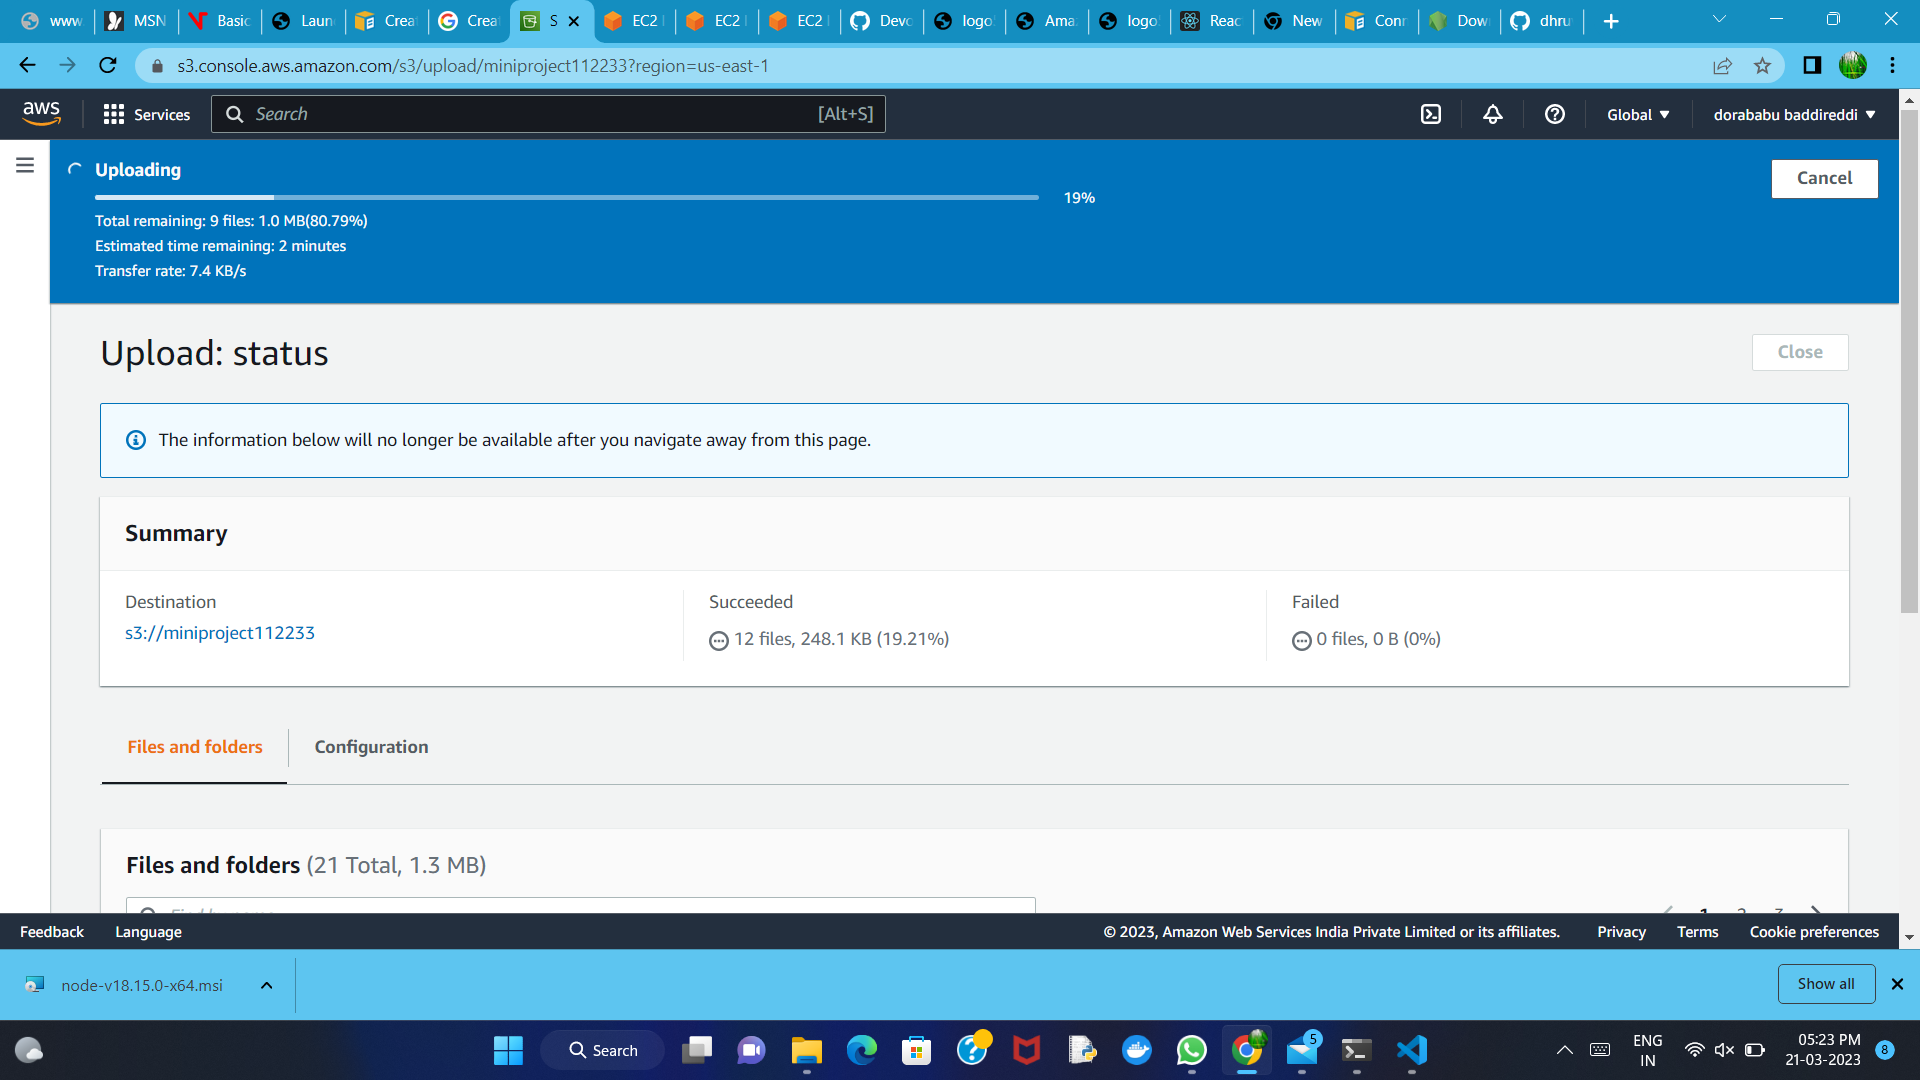 www
MSN
Basic
Laun
Crea
Crea
S
EC2
EC2
EC2
Devo
logo
Ama
logo
Reac
New
Conn
Dow
dhru
s3.console.aws.amazon.com/s3/upload/miniproject112233?region=us-east-1
aws
Services
Search
[Alt+S]
Global
dorababu baddireddi
Uploading
19%
Cancel
Total remaining: 9 files: 1.0 MB(80.79%)
Estimated time remaining: 2 minutes
Transfer rate: 7.4 KB/s
Upload: status
Close
The information below will no longer be available after you navigate away from this page.
Summary
Destination
s3://miniproject112233
Succeeded
12 files, 248.1 KB (19.21%)
Failed
0 files, 0 B (0%)
Files and folders
Configuration
Files and folders (21 Total, 1.3 MB)
Feedback
Language
© 2023, Amazon Web Services India Private Limited or its affiliates.
Privacy
Terms
Cookie preferences
node-v18.15.0-x64.msi
Show all
Search
5
ENG
IN
05:23 PM
21-03-2023
8